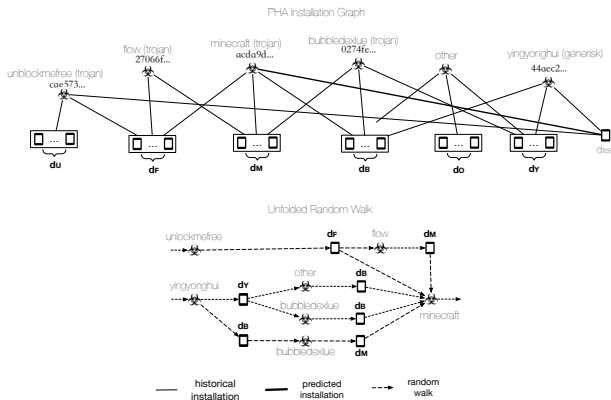 PHA Installation Graph
bubbledexlue (trojan)
flow (trojan)
minecraft (trojan)
other
yingyonghui (generisk)
27066f...
acda9d...
0274fe...
44aec2...
unblockmefree (trojan)
cae573...
... ... ... ... ... ...
dtes
dU
dF
dM
dB
dO
dY
Unfolded Random Walk
unlockmefree
dF
flow
dM
other
dB
yingyonghui
dY
bubbledexlue
dB
minecraft
dB
bubbledexlue
dM
historical installation
predicted installation
random walk